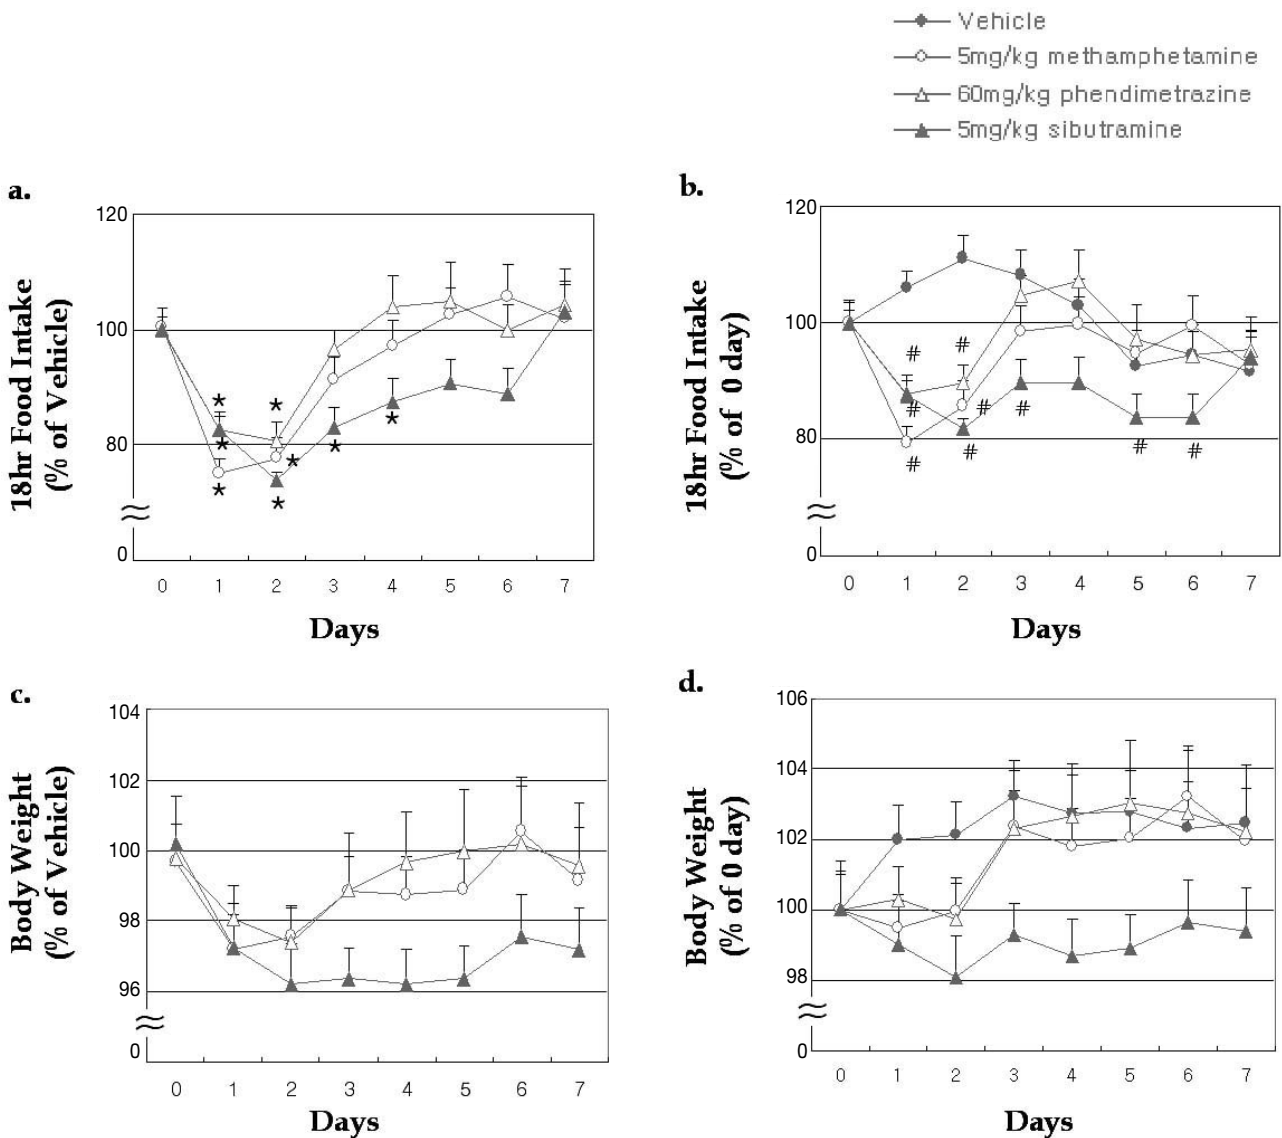 Vehicle
5mg/kg methamphetamine
60mg/kg phendimetrazine
5mg/kg sibutramine
a.
18hr Food Intake
(% of Vehicle)
120
100
80
0
0 1 2 3 4 5 6 7
Days
* * * * * * * *
b.
18hr Food Intake
(% of 0 day)
120
100
80
0
0 1 2 3 4 5 6 7
Days
# # # # # # # # #
c.
Body Weight
(% of Vehicle)
104
102
100
98
96
0
0 1 2 3 4 5 6 7
Days
d.
Body Weight
(% of 0 day)
106
104
102
100
98
0
0 1 2 3 4 5 6 7
Days